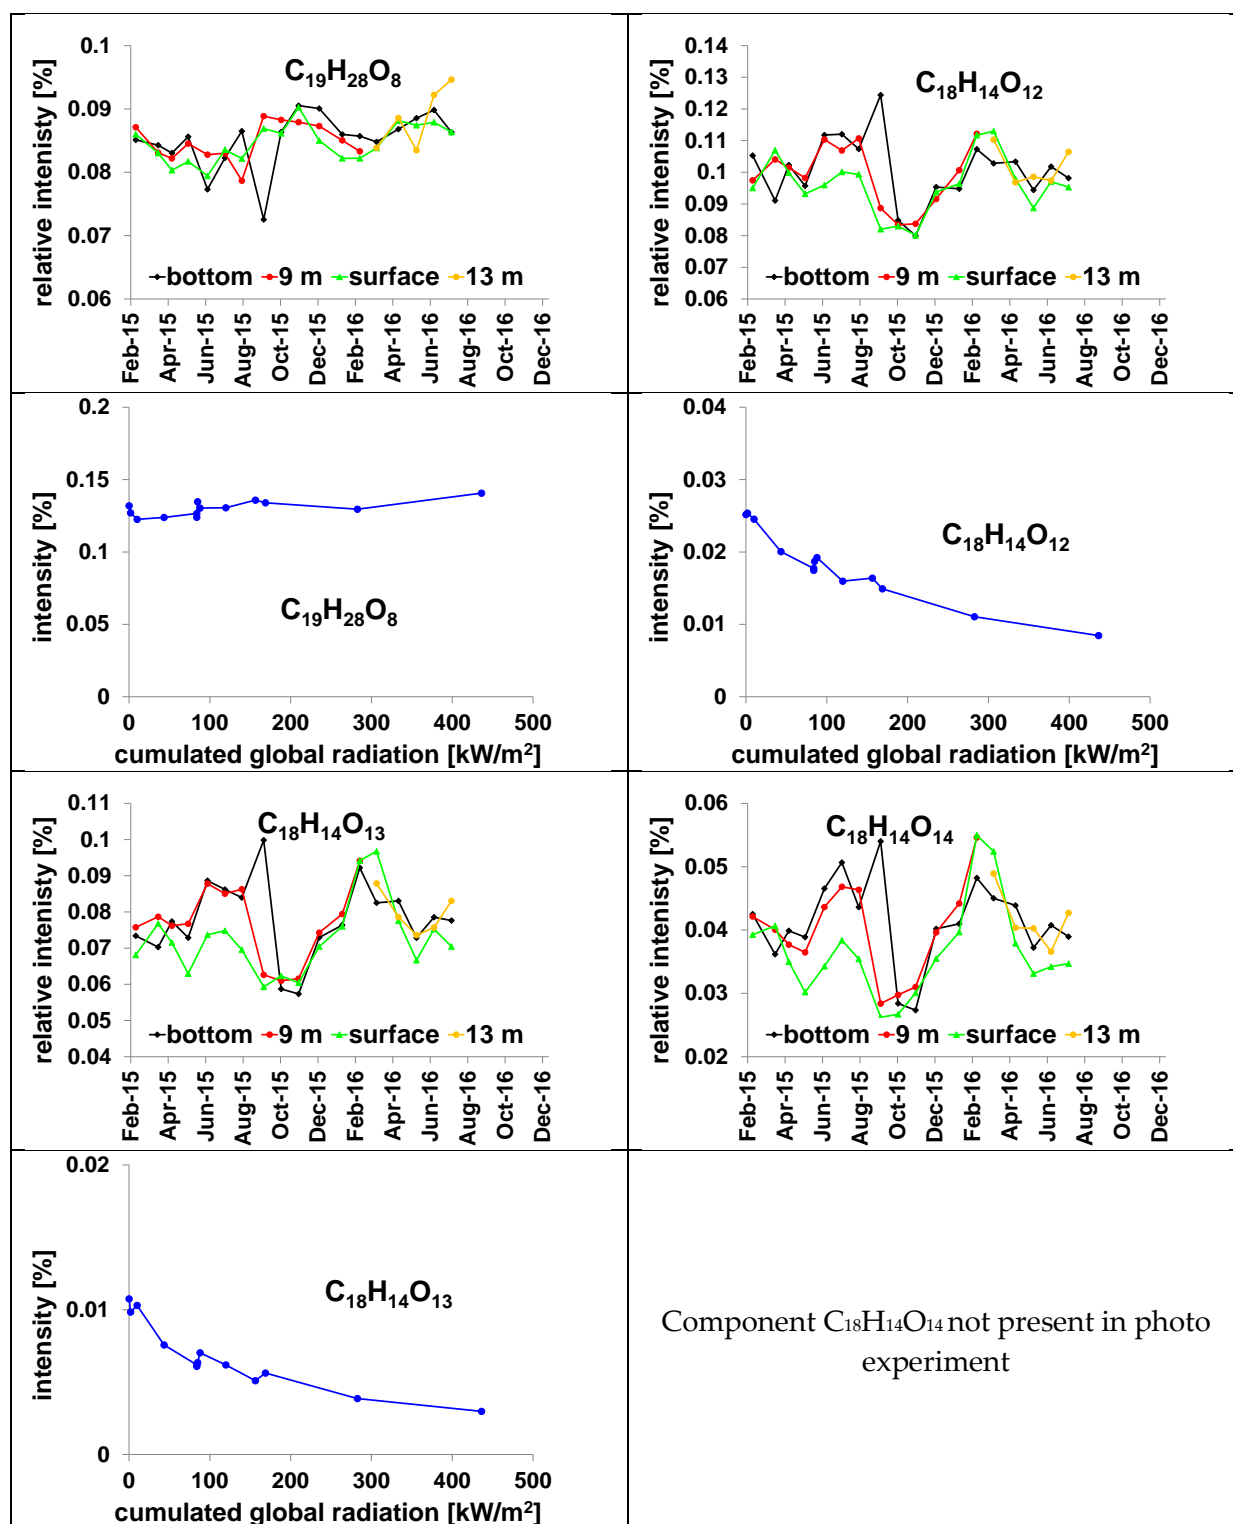 C₁₉H₂₈O₈
relative intenisty [%]
0.1
0.09
0.08
0.07
0.06
bottom 9 m surface 13 m
Feb-15 Apr-15 Jun-15 Aug-15 Oct-15 Dec-15 Feb-16 Apr-16 Jun-16 Aug-16 Oct-16 Dec-16
C₁₈H₁₄O₁₂
relative intenisty [%]
0.14
0.13
0.12
0.11
0.1
0.09
0.08
0.07
0.06
bottom 9 m surface 13 m
Feb-15 Apr-15 Jun-15 Aug-15 Oct-15 Dec-15 Feb-16 Apr-16 Jun-16 Aug-16 Oct-16 Dec-16
intensity [%]
0.2
0.15
0.1
0.05
0
C₁₉H₂₈O₈
0 100 200 300 400 500
cumulated global radiation [kW/m²]
intensity [%]
0.04
0.03
0.02
0.01
0
C₁₈H₁₄O₁₂
0 100 200 300 400 500
cumulated global radiation [kW/m²]
C₁₈H₁₄O₁₃
relative intenisty [%]
0.11
0.1
0.09
0.08
0.07
0.06
0.05
0.04
bottom 9 m surface 13 m
Feb-15 Apr-15 Jun-15 Aug-15 Oct-15 Dec-15 Feb-16 Apr-16 Jun-16 Aug-16 Oct-16 Dec-16
C₁₈H₁₄O₁₄
relative intenisty [%]
0.06
0.05
0.04
0.03
0.02
bottom 9 m surface 13 m
Feb-15 Apr-15 Jun-15 Aug-15 Oct-15 Dec-15 Feb-16 Apr-16 Jun-16 Aug-16 Oct-16 Dec-16
intensity [%]
0.02
0.01
0
C₁₈H₁₄O₁₃
0 100 200 300 400 500
cumulated global radiation [kW/m²]
Component C₁₈H₁₄O₁₄ not present in photo
experiment